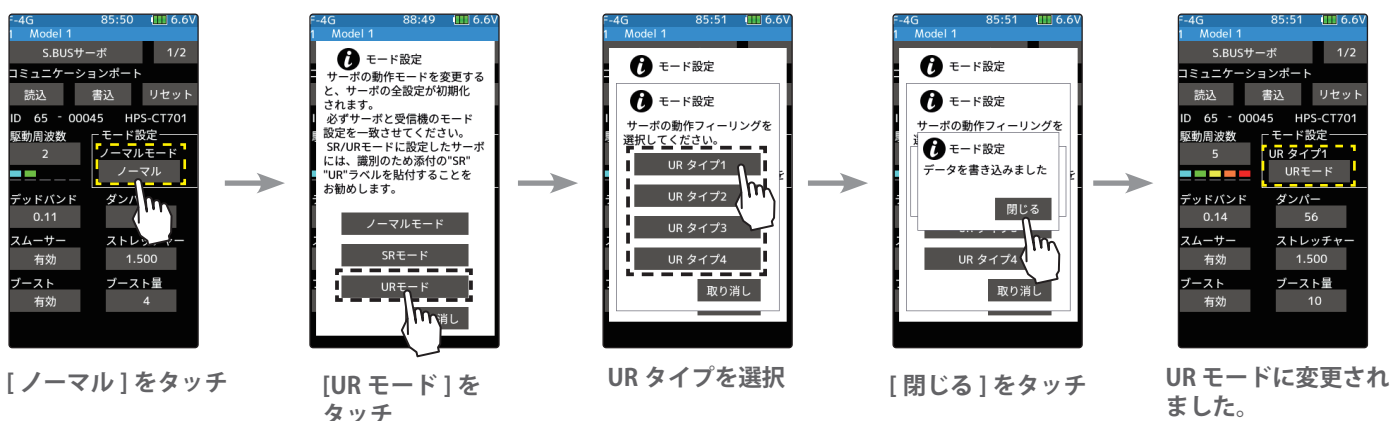 F-4G 85:50 6.6V
1 Model 1
S.BUSサーボ 1/2
コミュニケーションポート
読込 書込 リセット
ID 65 - 00045 HPS-CT701
駆動周波数 モード設定
2 ノーマルモード
ノーマル
デッドバンド ダンパ
0.11
スムーサー ストレッチャー
有効 1.500
ブースト ブースト量
有効 4
[ ノーマル ] をタッチ
F-4G 88:49 6.6V
1 Model 1
モード設定
サーボの動作モードを変更する
と、サーボの全設定が初期化
されます。
必ずサーボと受信機のモード
設定を一致させてください。
SR/URモードに設定したサーボ
には、識別のため添付の"SR"
"UR"ラベルを貼付することを
お勧めします。
ノーマルモード
SRモード
URモード
消し
[UR モード ] を
タッチ
F-4G 85:51 6.6V
1 Model 1
モード設定
モード設定
サーボの動作フィーリングを
選択してください。
UR タイプ1
UR タイプ2
UR タイプ3
UR タイプ4
取り消し
UR タイプを選択
F-4G 85:51 6.6V
1 Model 1
モード設定
モード設定
サーボの動作フィーリングを
モード設定
データを書き込みました
閉じる
UR タイプ4
取り消し
[ 閉じる ] をタッチ
F-4G 85:51 6.6V
1 Model 1
S.BUSサーボ 1/2
コミュニケーションポート
読込 書込 リセット
ID 65 - 00045 HPS-CT701
駆動周波数 モード設定
5 UR タイプ1
URモード
デッドバンド ダンパー
0.14 56
スムーサー ストレッチャー
有効 1.500
ブースト ブースト量
有効 10
UR モードに変更され
ました。